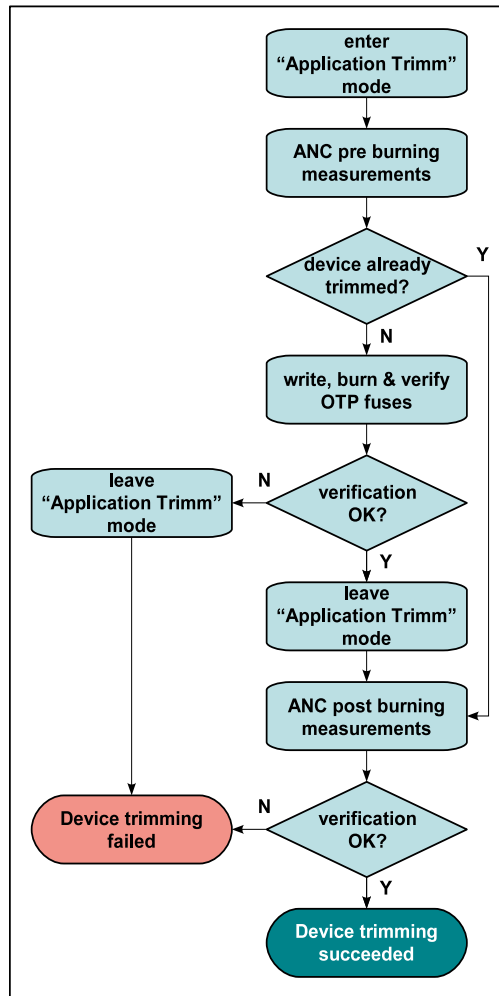 enter
“Application Trimm”
mode
ANC pre burning
measurements
device already
trimmed?
Y
N
write, burn & verify
OTP fuses
leave
“Application Trimm”
mode
N
verification
OK?
Y
leave
“Application Trimm”
mode
ANC post burning
measurements
Device trimming
failed
N
verification
OK?
Y
Device trimming
succeeded